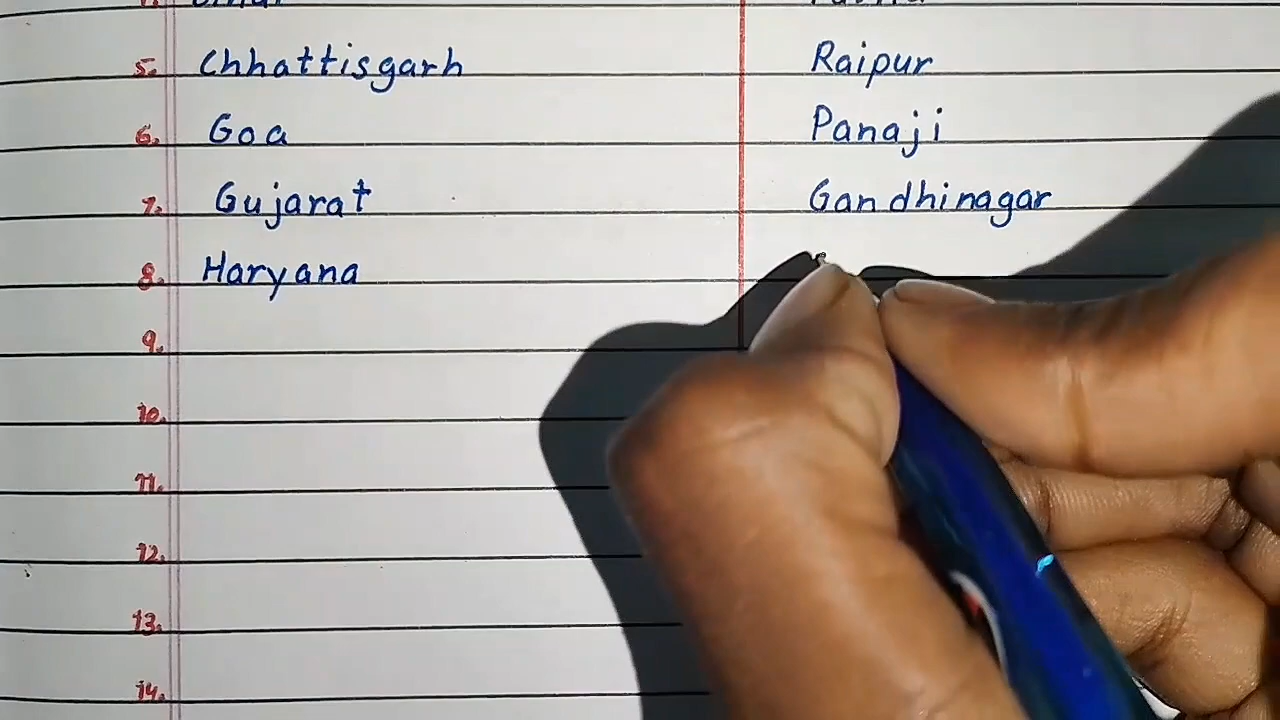 5. Chhattisgarh Raipur
6. Goa Panaji
7. Gujarat Gandhinagar
8. Haryana
9.
10.
11.
12.
13.
14.